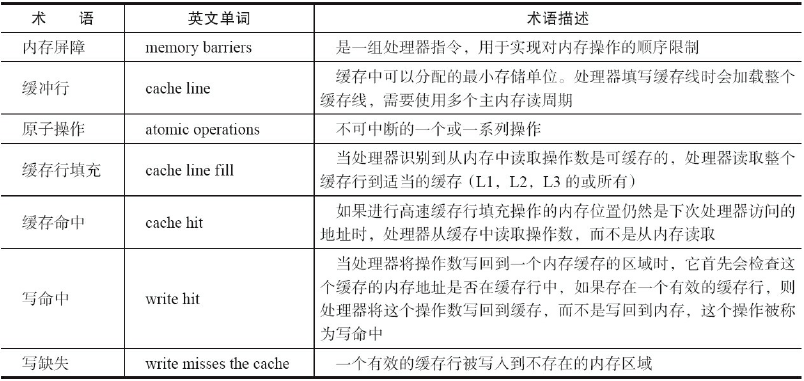 术 语 英文单词 术语描述
内存屏障 memory barriers 是一组处理器指令，用于实现对内存操作的顺序限制
缓冲行 cache line 缓存中可以分配的最小存储单位。处理器填写缓存线时会加载整个
缓存线，需要使用多个主内存读周期
原子操作 atomic operations 不可中断的一个或一系列操作
缓存行填充 cache line fill 当处理器识别到从内存中读取操作数是可缓存的，处理器读取整个
缓存行到适当的缓存（L1，L2，L3 的或所有）
缓存命中 cache hit 如果进行高速缓存行填充操作的内存位置仍然是下次处理器访问的
地址时，处理器从缓存中读取操作数，而不是从内存读取
写命中 write hit 当处理器将操作数写回到一个内存缓存的区域时，它首先会检查这
个缓存的内存地址是否在缓存行中，如果存在一个有效的缓存行，则
处理器将这个操作数写回到缓存，而不是写回到内存，这个操作被称
为写命中
写缺失 write misses the cache 一个有效的缓存行被写入到不存在的内存区域